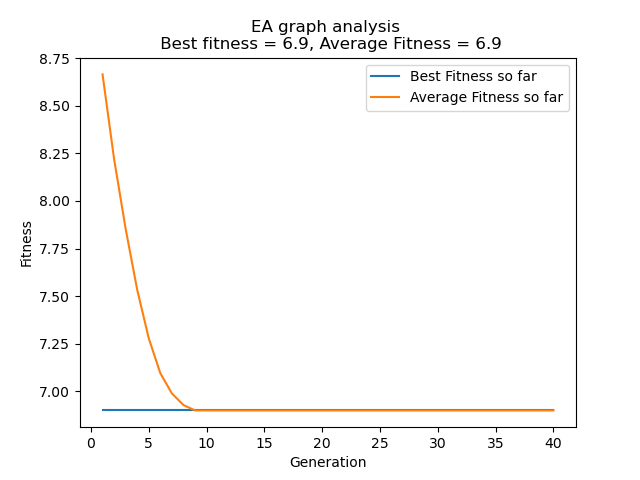 EA graph analysis
Best fitness = 6.9, Average Fitness = 6.9
Best Fitness so far
Average Fitness so far
Fitness
8.75
8.50
8.25
8.00
7.75
7.50
7.25
7.00
0 5 10 15 20 25 30 35 40
Generation